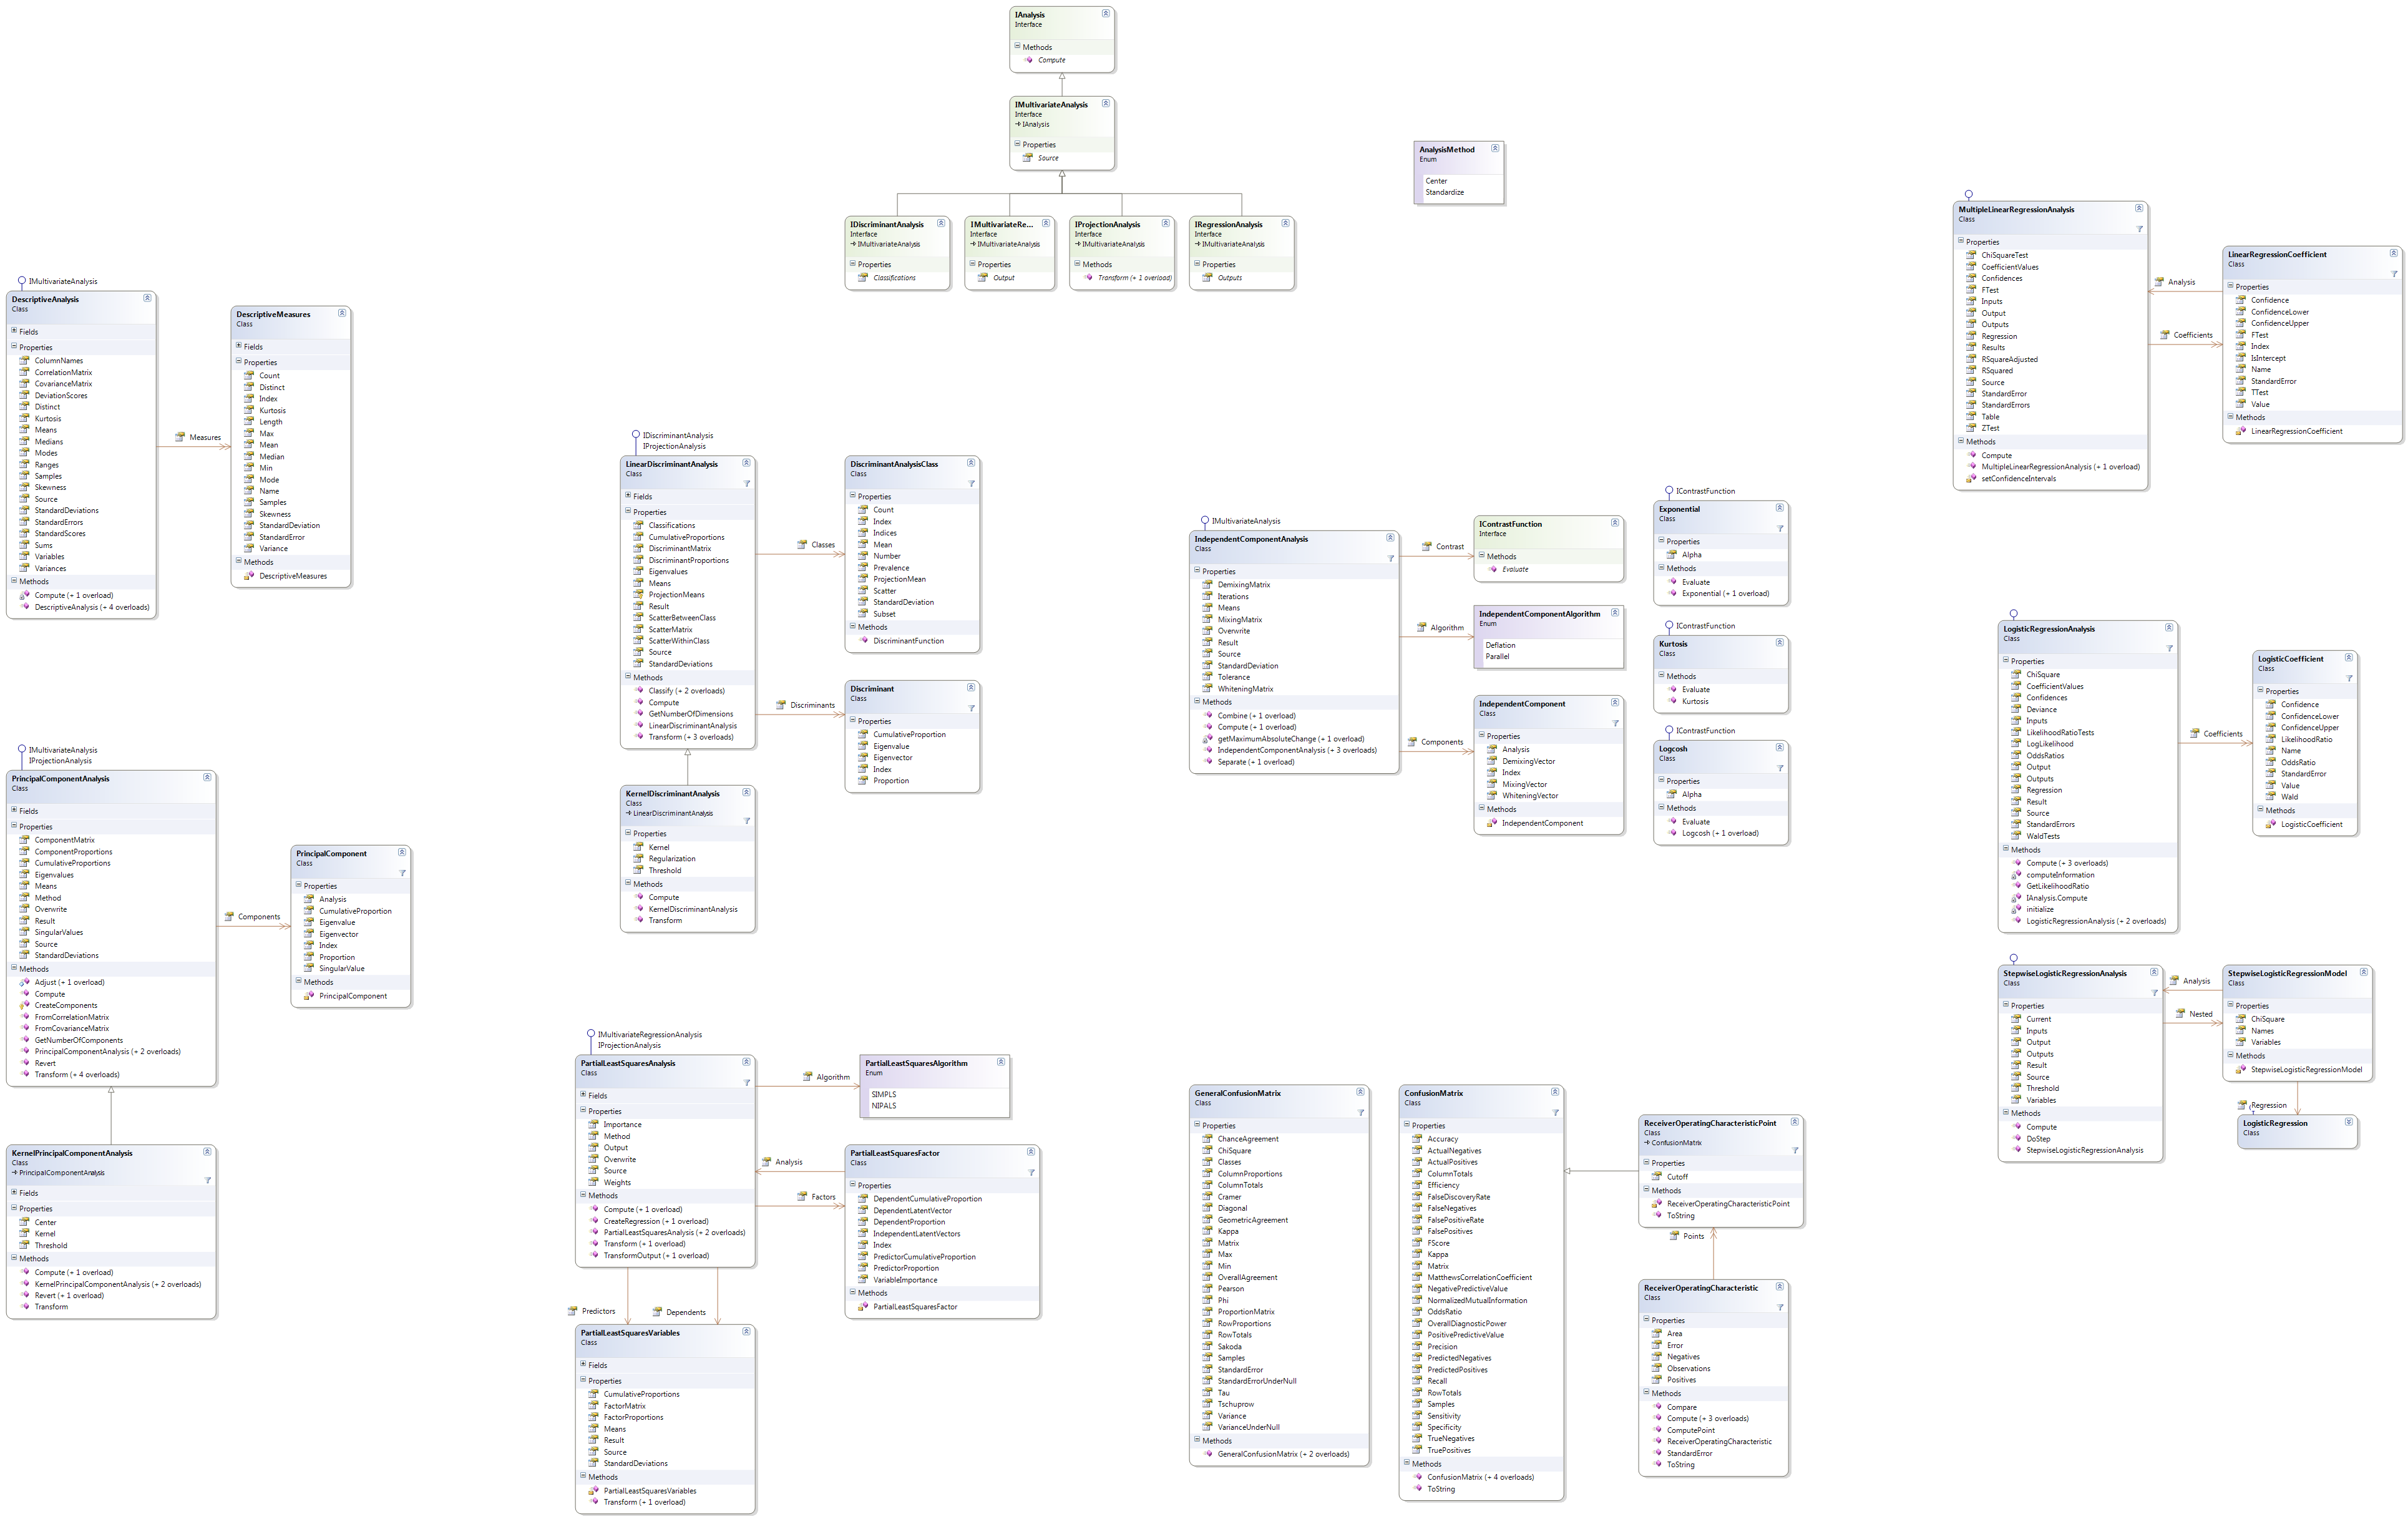 IAnalysis
Interface
Methods
Compute
IMultivariateAnalysis
Interface
IAnalysis
Properties
Source
AnalysisMethod
Enum
Center
Standardize
IDiscriminantAnalysis
Interface
IMultivariateAnalysis
Properties
Classifications
IMultivariateRe...
Interface
IMultivariateAnalysis
Properties
Output
IProjectionAnalysis
Interface
IMultivariateAnalysis
Methods
Transform (+ 1 overload)
IRegressionAnalysis
Interface
IMultivariateAnalysis
Properties
Outputs
IMultivariateAnalysis
DescriptiveAnalysis
Class
Fields
Properties
ColumnNames
CorrelationMatrix
CovarianceMatrix
DeviationScores
Distinct
Kurtosis
Means
Medians
Modes
Ranges
Samples
Skewness
Source
StandardDeviations
StandardErrors
StandardScores
Sums
Variables
Variances
Methods
Compute (+ 1 overload)
DescriptiveAnalysis (+ 4 overloads)
Measures
DescriptiveMeasures
Class
Fields
Properties
Count
Distinct
Index
Kurtosis
Length
Max
Mean
Median
Min
Mode
Name
Samples
Skewness
StandardDeviation
StandardError
Variance
Methods
DescriptiveMeasures
IMultivariateAnalysis
IProjectionAnalysis
PrincipalComponentAnalysis
Class
Fields
Properties
ComponentMatrix
ComponentProportions
CumulativeProportions
Eigenvalues
Means
Method
Overwrite
Result
SingularValues
Source
StandardDeviations
Methods
Adjust (+ 1 overload)
Compute
CreateComponents
FromCorrelationMatrix
FromCovarianceMatrix
GetNumberOfComponents
PrincipalComponentAnalysis (+ 2 overloads)
Revert
Transform (+ 4 overloads)
Components
PrincipalComponent
Class
Properties
Analysis
CumulativeProportion
Eigenvalue
Eigenvector
Index
Proportion
SingularValue
Methods
PrincipalComponent
KernelPrincipalComponentAnalysis
Class
PrincipalComponentAnalysis
Fields
Properties
Center
Kernel
Threshold
Methods
Compute (+ 1 overload)
KernelPrincipalComponentAnalysis (+ 2 overloads)
Revert (+ 1 overload)
Transform
IDiscriminantAnalysis
IProjectionAnalysis
LinearDiscriminantAnalysis
Class
Fields
Properties
Classifications
CumulativeProportions
DiscriminantMatrix
DiscriminantProportions
Eigenvalues
Means
ProjectionMeans
Result
ScatterBetweenClass
ScatterMatrix
ScatterWithinClass
Source
StandardDeviations
Methods
Classify (+ 2 overloads)
Compute
GetNumberOfDimensions
LinearDiscriminantAnalysis
Transform (+ 3 overloads)
Classes
DiscriminantAnalysisClass
Class
Properties
Count
Index
Indices
Mean
Number
Prevalence
ProjectionMean
Scatter
StandardDeviation
Subset
Methods
DiscriminantFunction
Discriminants
Discriminant
Class
Properties
CumulativeProportion
Eigenvalue
Eigenvector
Index
Proportion
KernelDiscriminantAnalysis
Class
LinearDiscriminantAnalysis
Properties
Kernel
Regularization
Threshold
Methods
Compute
KernelDiscriminantAnalysis
Transform
IMultivariateRegressionAnalysis
IProjectionAnalysis
PartialLeastSquaresAnalysis
Class
Fields
Properties
Importance
Method
Output
Overwrite
Source
Weights
Methods
Compute (+ 1 overload)
CreateRegression (+ 1 overload)
PartialLeastSquaresAnalysis (+ 2 overloads)
Transform (+ 1 overload)
TransformOutput (+ 1 overload)
Algorithm
PartialLeastSquaresAlgorithm
Enum
SIMPLS
NIPALS
Analysis
Factors
PartialLeastSquaresFactor
Class
Properties
DependentCumulativeProportion
DependentLatentVector
DependentProportion
IndependentLatentVectors
Index
PredictorCumulativeProportion
PredictorProportion
VariableImportance
Methods
PartialLeastSquaresFactor
Predictors
Dependents
PartialLeastSquaresVariables
Class
Fields
Properties
CumulativeProportions
FactorMatrix
FactorProportions
Means
Result
Source
StandardDeviations
Methods
PartialLeastSquaresVariables
Transform (+ 1 overload)
IMultivariateAnalysis
IndependentComponentAnalysis
Class
Properties
DemixingMatrix
Iterations
Means
MixingMatrix
Overwrite
Result
Source
StandardDeviation
Tolerance
WhiteningMatrix
Methods
Combine (+ 1 overload)
Compute (+ 1 overload)
getMaximumAbsoluteChange (+ 1 overload)
IndependentComponentAnalysis (+ 3 overloads)
Separate (+ 1 overload)
Contrast
IContrastFunction
Interface
Methods
Evaluate
Algorithm
IndependentComponentAlgorithm
Enum
Deflation
Parallel
Components
IndependentComponent
Class
Properties
Analysis
DemixingVector
Index
MixingVector
WhiteningVector
Methods
IndependentComponent
IContrastFunction
Exponential
Class
Properties
Alpha
Methods
Evaluate
Exponential (+ 1 overload)
IContrastFunction
Kurtosis
Class
Methods
Evaluate
Kurtosis
IContrastFunction
Logcosh
Class
Properties
Alpha
Methods
Evaluate
Logcosh (+ 1 overload)
GeneralConfusionMatrix
Class
Properties
ChanceAgreement
ChiSquare
Classes
ColumnProportions
ColumnTotals
Cramer
Diagonal
GeometricAgreement
Kappa
Matrix
Max
Min
OverallAgreement
Pearson
Phi
ProportionMatrix
RowProportions
RowTotals
Sakoda
Samples
StandardError
StandardErrorUnderNull
Tau
Tschuprow
Variance
VarianceUnderNull
Methods
GeneralConfusionMatrix (+ 2 overloads)
ConfusionMatrix
Class
Properties
Accuracy
ActualNegatives
ActualPositives
ColumnTotals
Efficiency
FalseDiscoveryRate
FalseNegatives
FalsePositiveRate
FalsePositives
FScore
Kappa
Matrix
MatthewsCorrelationCoefficient
NegativePredictiveValue
NormalizedMutualInformation
OddsRatio
OverallDiagnosticPower
PositivePredictiveValue
Precision
PredictedNegatives
PredictedPositives
Recall
RowTotals
Samples
Sensitivity
Specificity
TrueNegatives
TruePositives
Methods
ConfusionMatrix (+ 4 overloads)
ToString
ReceiverOperatingCharacteristicPoint
Class
ConfusionMatrix
Properties
Cutoff
Methods
ReceiverOperatingCharacteristicPoint
ToString
Points
ReceiverOperatingCharacteristic
Class
Properties
Area
Error
Negatives
Observations
Positives
Methods
Compare
Compute (+ 3 overloads)
ComputePoint
ReceiverOperatingCharacteristic
StandardError
ToString
MultipleLinearRegressionAnalysis
Class
Properties
ChiSquareTest
CoefficientValues
Confidences
FTest
Inputs
Output
Outputs
Regression
Results
RSquareAdjusted
RSquared
Source
StandardError
StandardErrors
Table
ZTest
Methods
Compute
MultipleLinearRegressionAnalysis (+ 1 overload)
setConfidenceIntervals
Analysis
Coefficients
LinearRegressionCoefficient
Class
Properties
Confidence
ConfidenceLower
ConfidenceUpper
FTest
Index
IsIntercept
Name
StandardError
TTest
Value
Methods
LinearRegressionCoefficient
LogisticRegressionAnalysis
Class
Properties
ChiSquare
CoefficientValues
Confidences
Deviance
Inputs
LikelihoodRatioTests
LogLikelihood
OddsRatios
Output
Outputs
Regression
Result
Source
StandardErrors
WaldTests
Methods
Compute (+ 3 overloads)
computeInformation
GetLikelihoodRatio
IAnalysis.Compute
initialize
LogisticRegressionAnalysis (+ 2 overloads)
Coefficients
LogisticCoefficient
Class
Properties
Confidence
ConfidenceLower
ConfidenceUpper
LikelihoodRatio
Name
OddsRatio
StandardError
Value
Wald
Methods
LogisticCoefficient
StepwiseLogisticRegressionAnalysis
Class
Properties
Current
Inputs
Output
Outputs
Result
Source
Threshold
Variables
Methods
Compute
DoStep
StepwiseLogisticRegressionAnalysis
Analysis
Nested
StepwiseLogisticRegressionModel
Class
Properties
ChiSquare
Names
Variables
Methods
StepwiseLogisticRegressionModel
Regression
LogisticRegression
Class